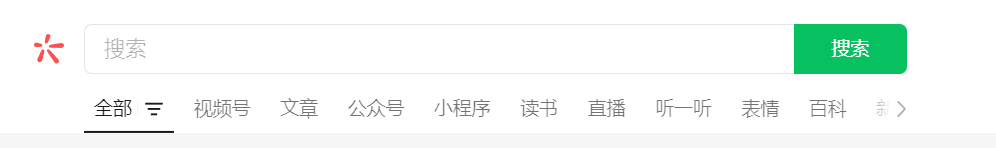 搜索 搜索
全部 视频号 文章 公众号 小程序 读书 直播 听一听 表情 百科